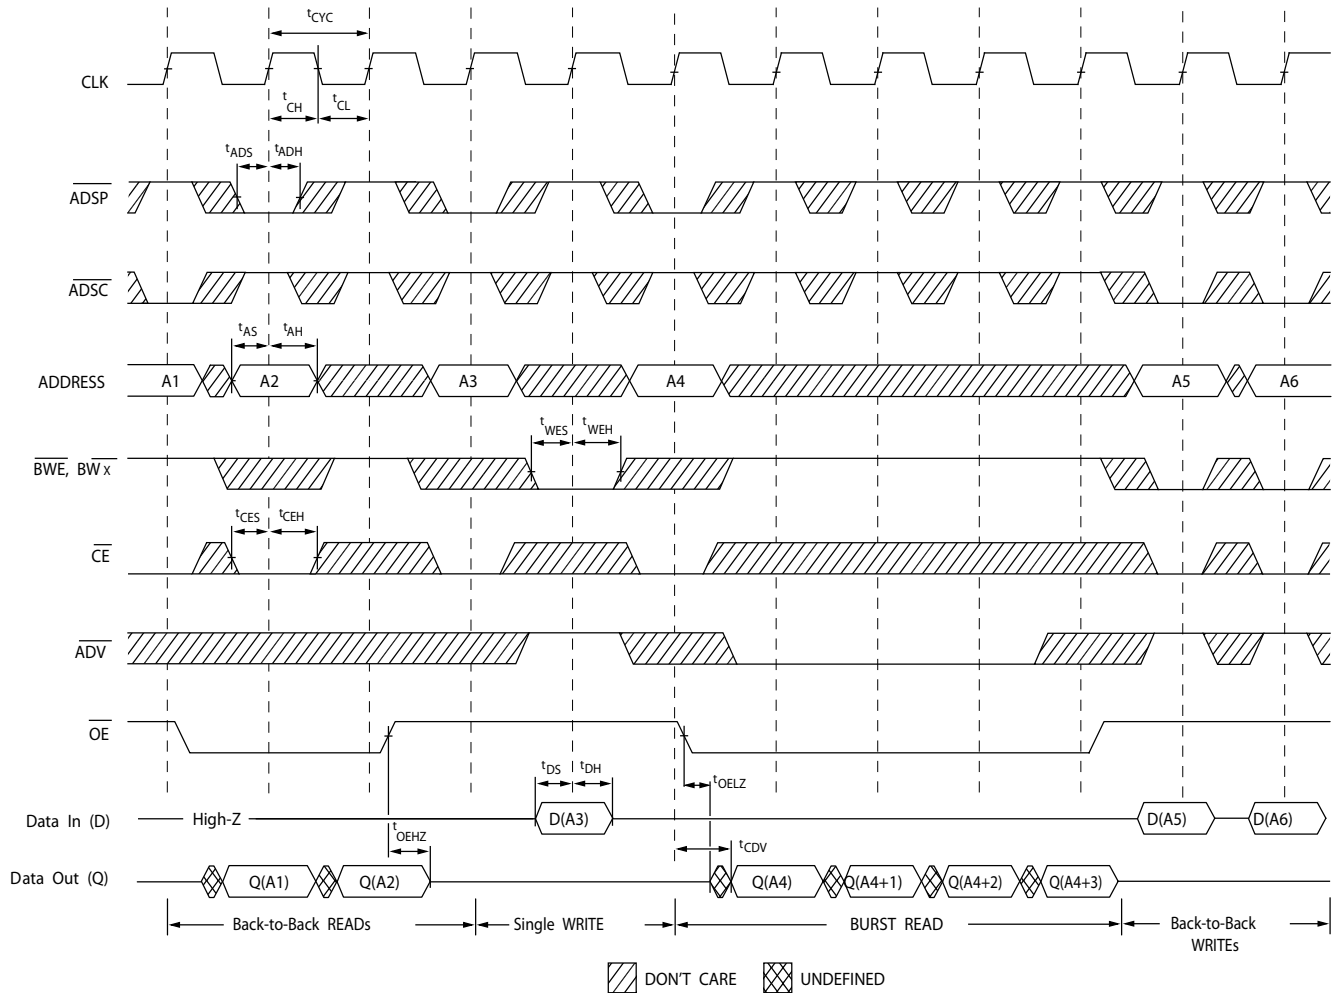 tCYC
CLK
tCH
tCL
tADS
tADH
ADSP
ADSC
tAS
tAH
ADDRESS
A1
A2
A3
A4
A5
A6
tWES
tWEH
BWE, BWx
tCES
tCEH
CE
ADV
OE
tDS
tDH
tOELZ
Data In (D)
High-Z
D(A3)
D(A5)
D(A6)
tOEHZ
tCDV
Data Out (Q)
Q(A1)
Q(A2)
Q(A4)
Q(A4+1)
Q(A4+2)
Q(A4+3)
Back-to-Back READs
Single WRITE
BURST READ
Back-to-Back
WRITEs
DON'T CARE
UNDEFINED